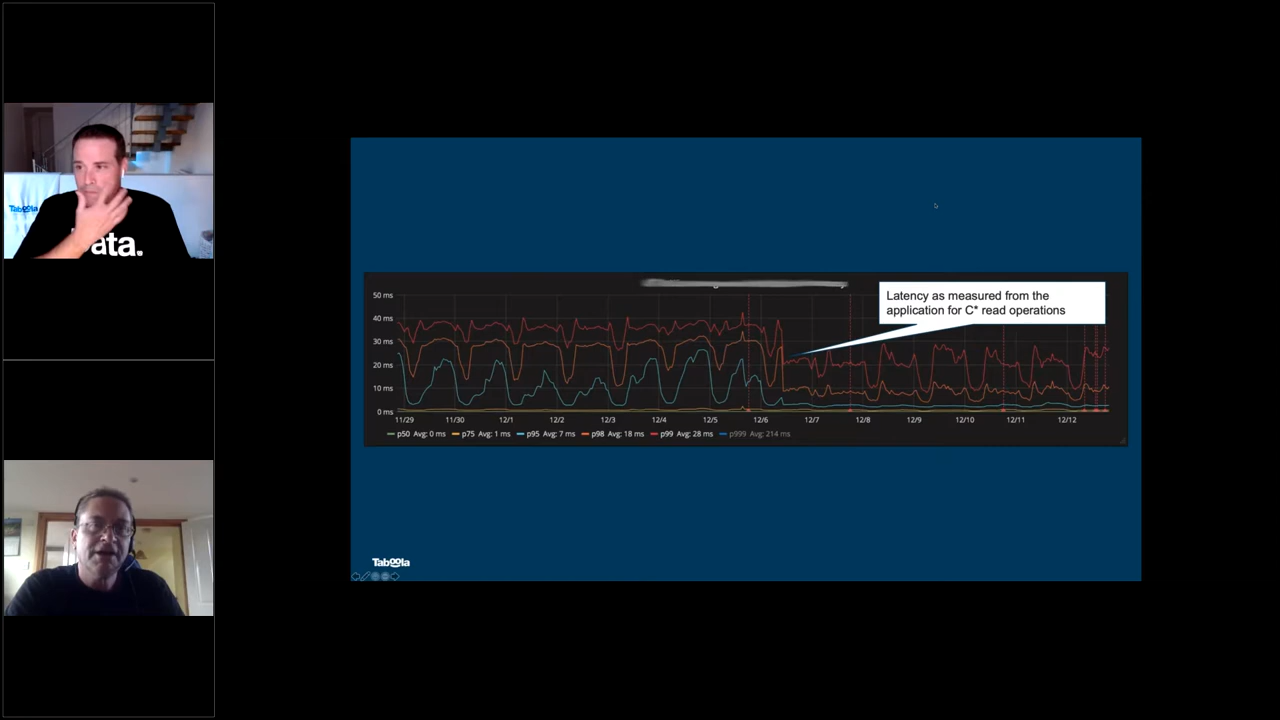 Taboola
ata.
Latency as measured from the
application for C* read operations
50 ms
40 ms
30 ms
20 ms
10 ms
0 ms
11/29 11/30 12/1 12/2 12/3 12/4 12/5 12/6 12/7 12/8 12/9 12/10 12/11 12/12
p50 Avg: 0 ms p75 Avg: 1 ms p95 Avg: 7 ms p98 Avg: 18 ms p99 Avg: 28 ms p999 Avg: 214 ms
Taboola